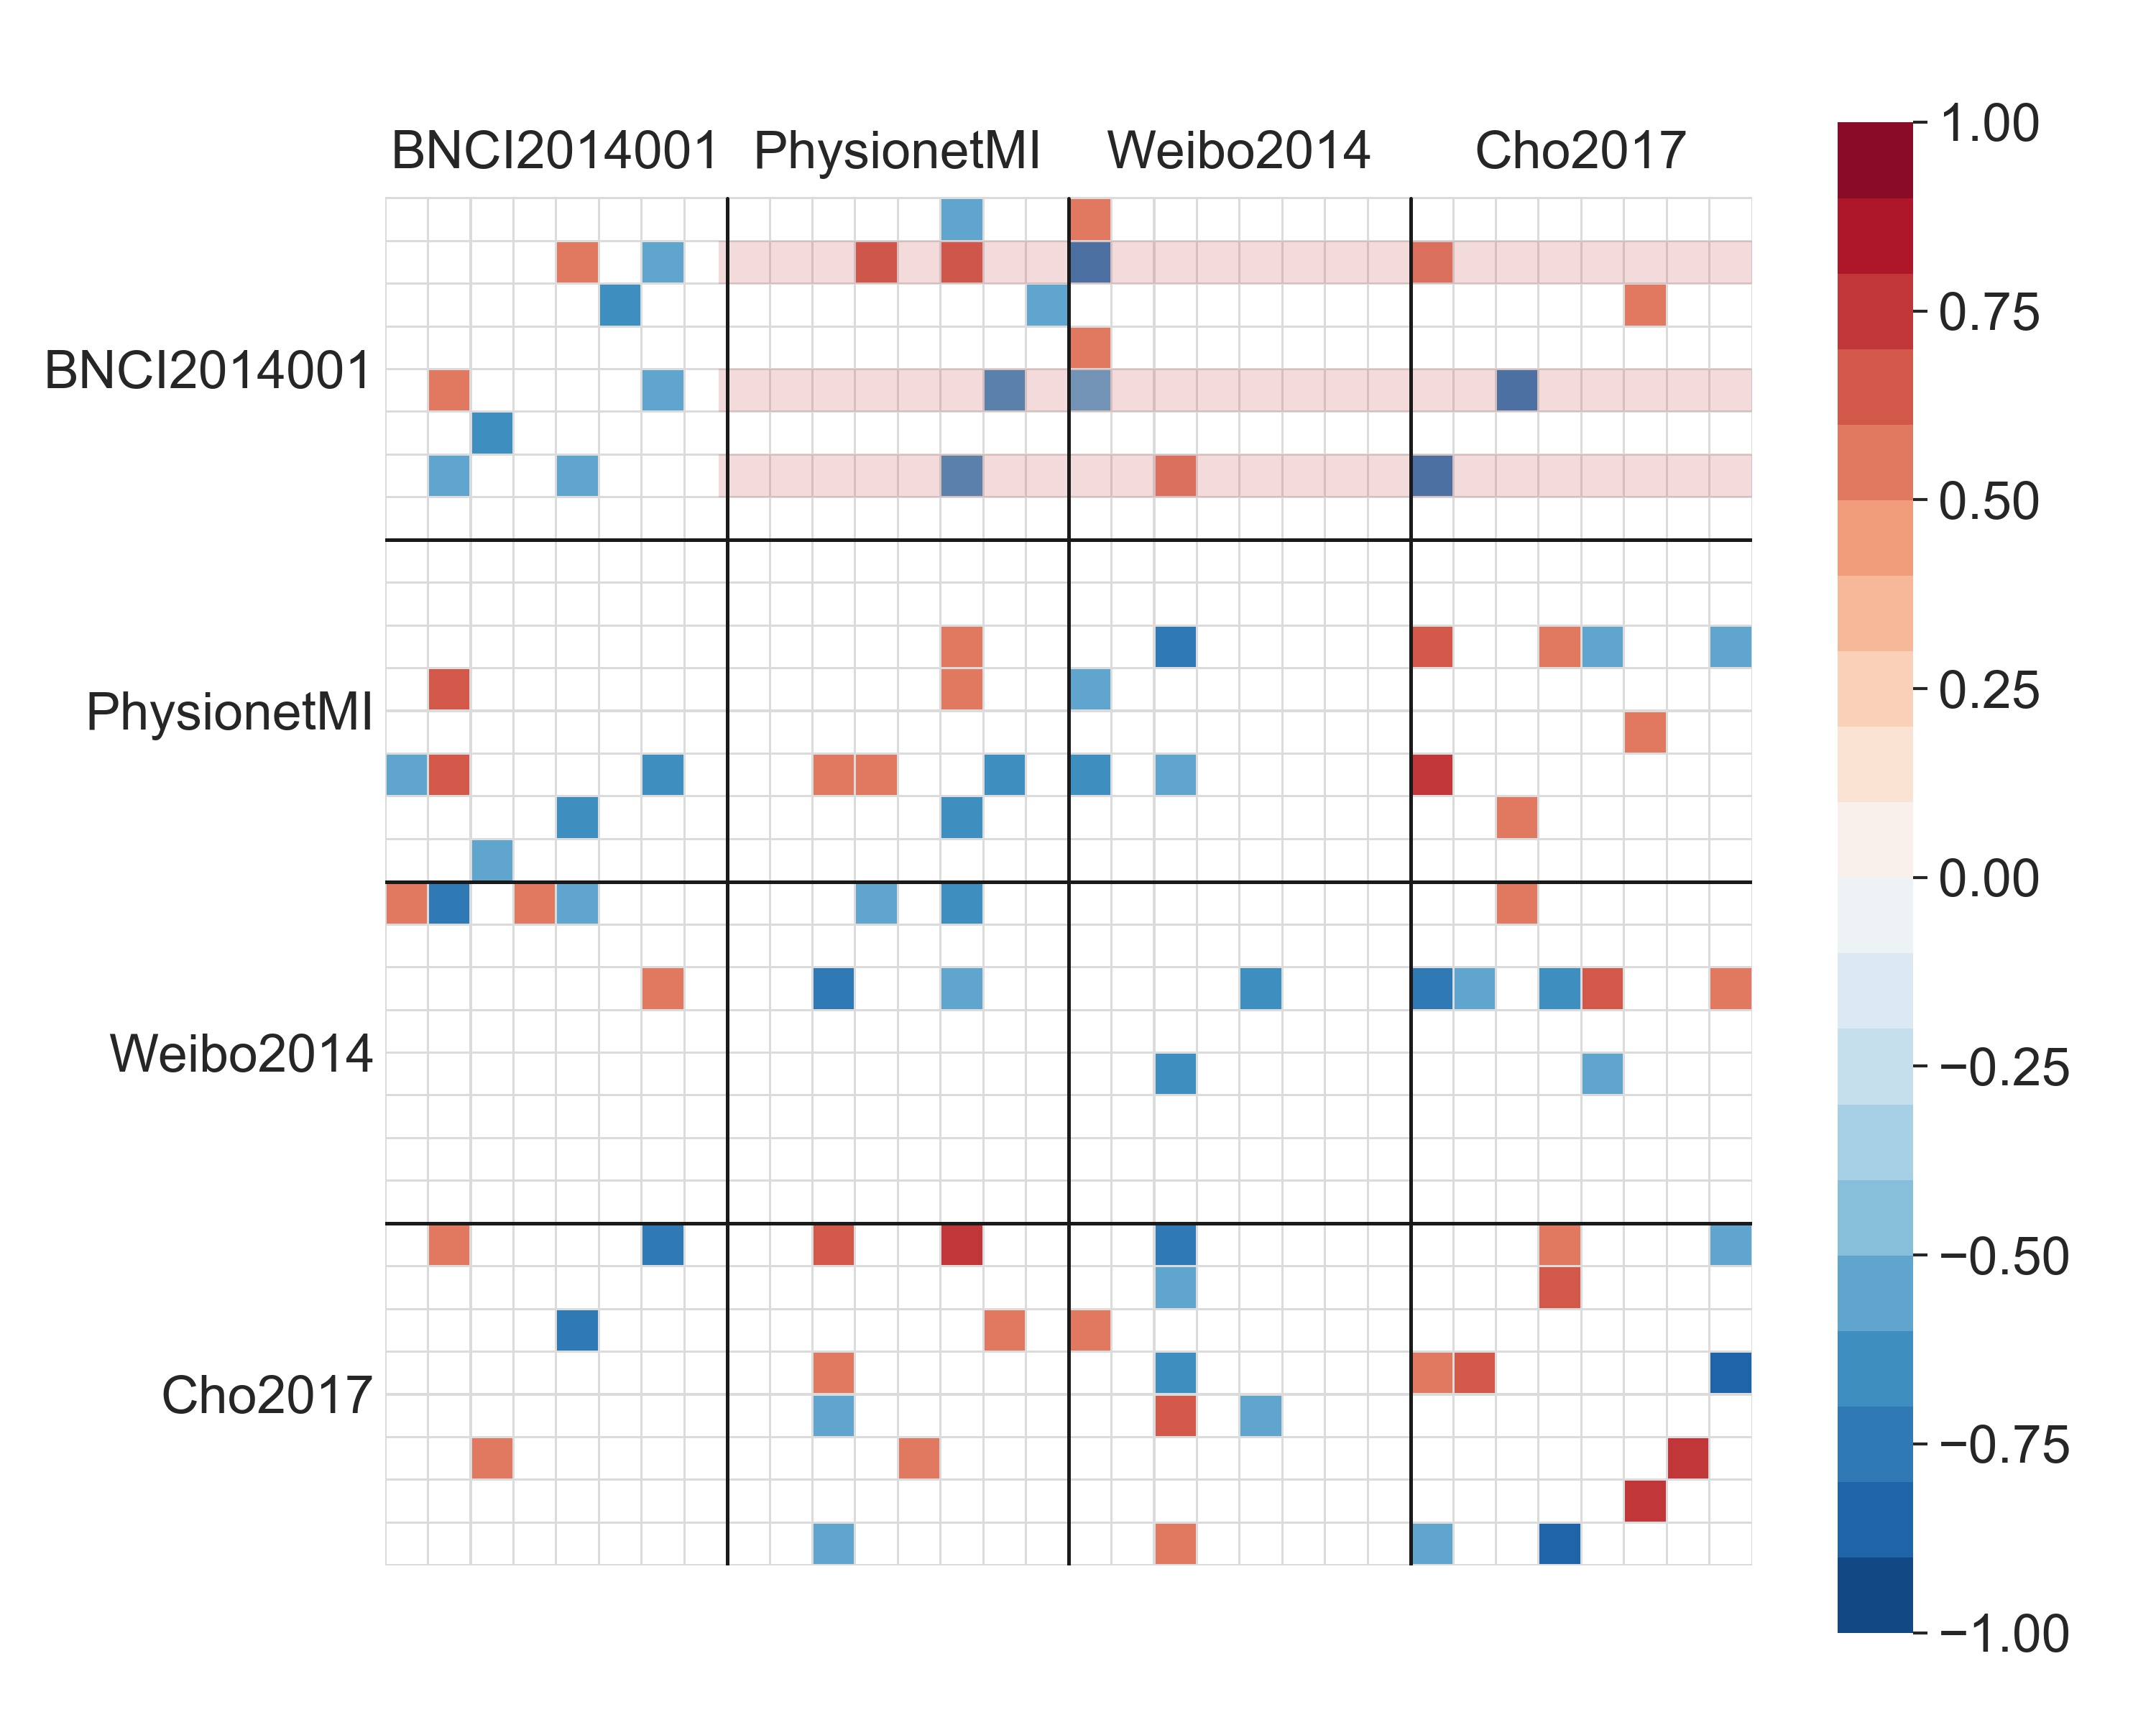 BNCI2014001 PhysionetMI Weibo2014 Cho2017
BNCI2014001
PhysionetMI
Weibo2014
Cho2017
1.00
0.75
0.50
0.25
0.00
−0.25
−0.50
−0.75
−1.00